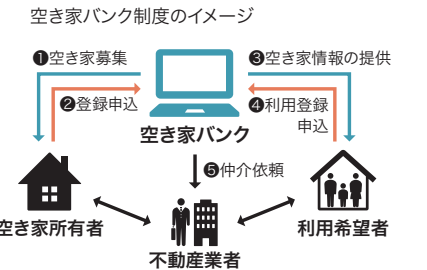 空き家バンク制度のイメージ
❶空き家募集
❸空き家情報の提供
❷登録申込
❹利用登録
申込
空き家バンク
❺仲介依頼
空き家所有者
利用希望者
不動産業者